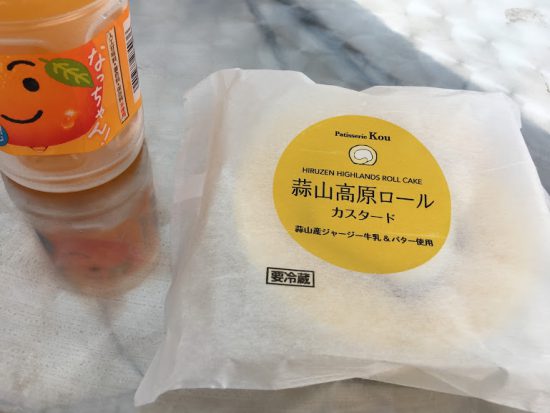 なっちゃん!
Patisserie Kou
HIRUZEN HIGHLANDS ROLL CAKE
蒜山高原ロール
カスタード
蒜山産ジャージー牛乳&バター使用
要冷蔵